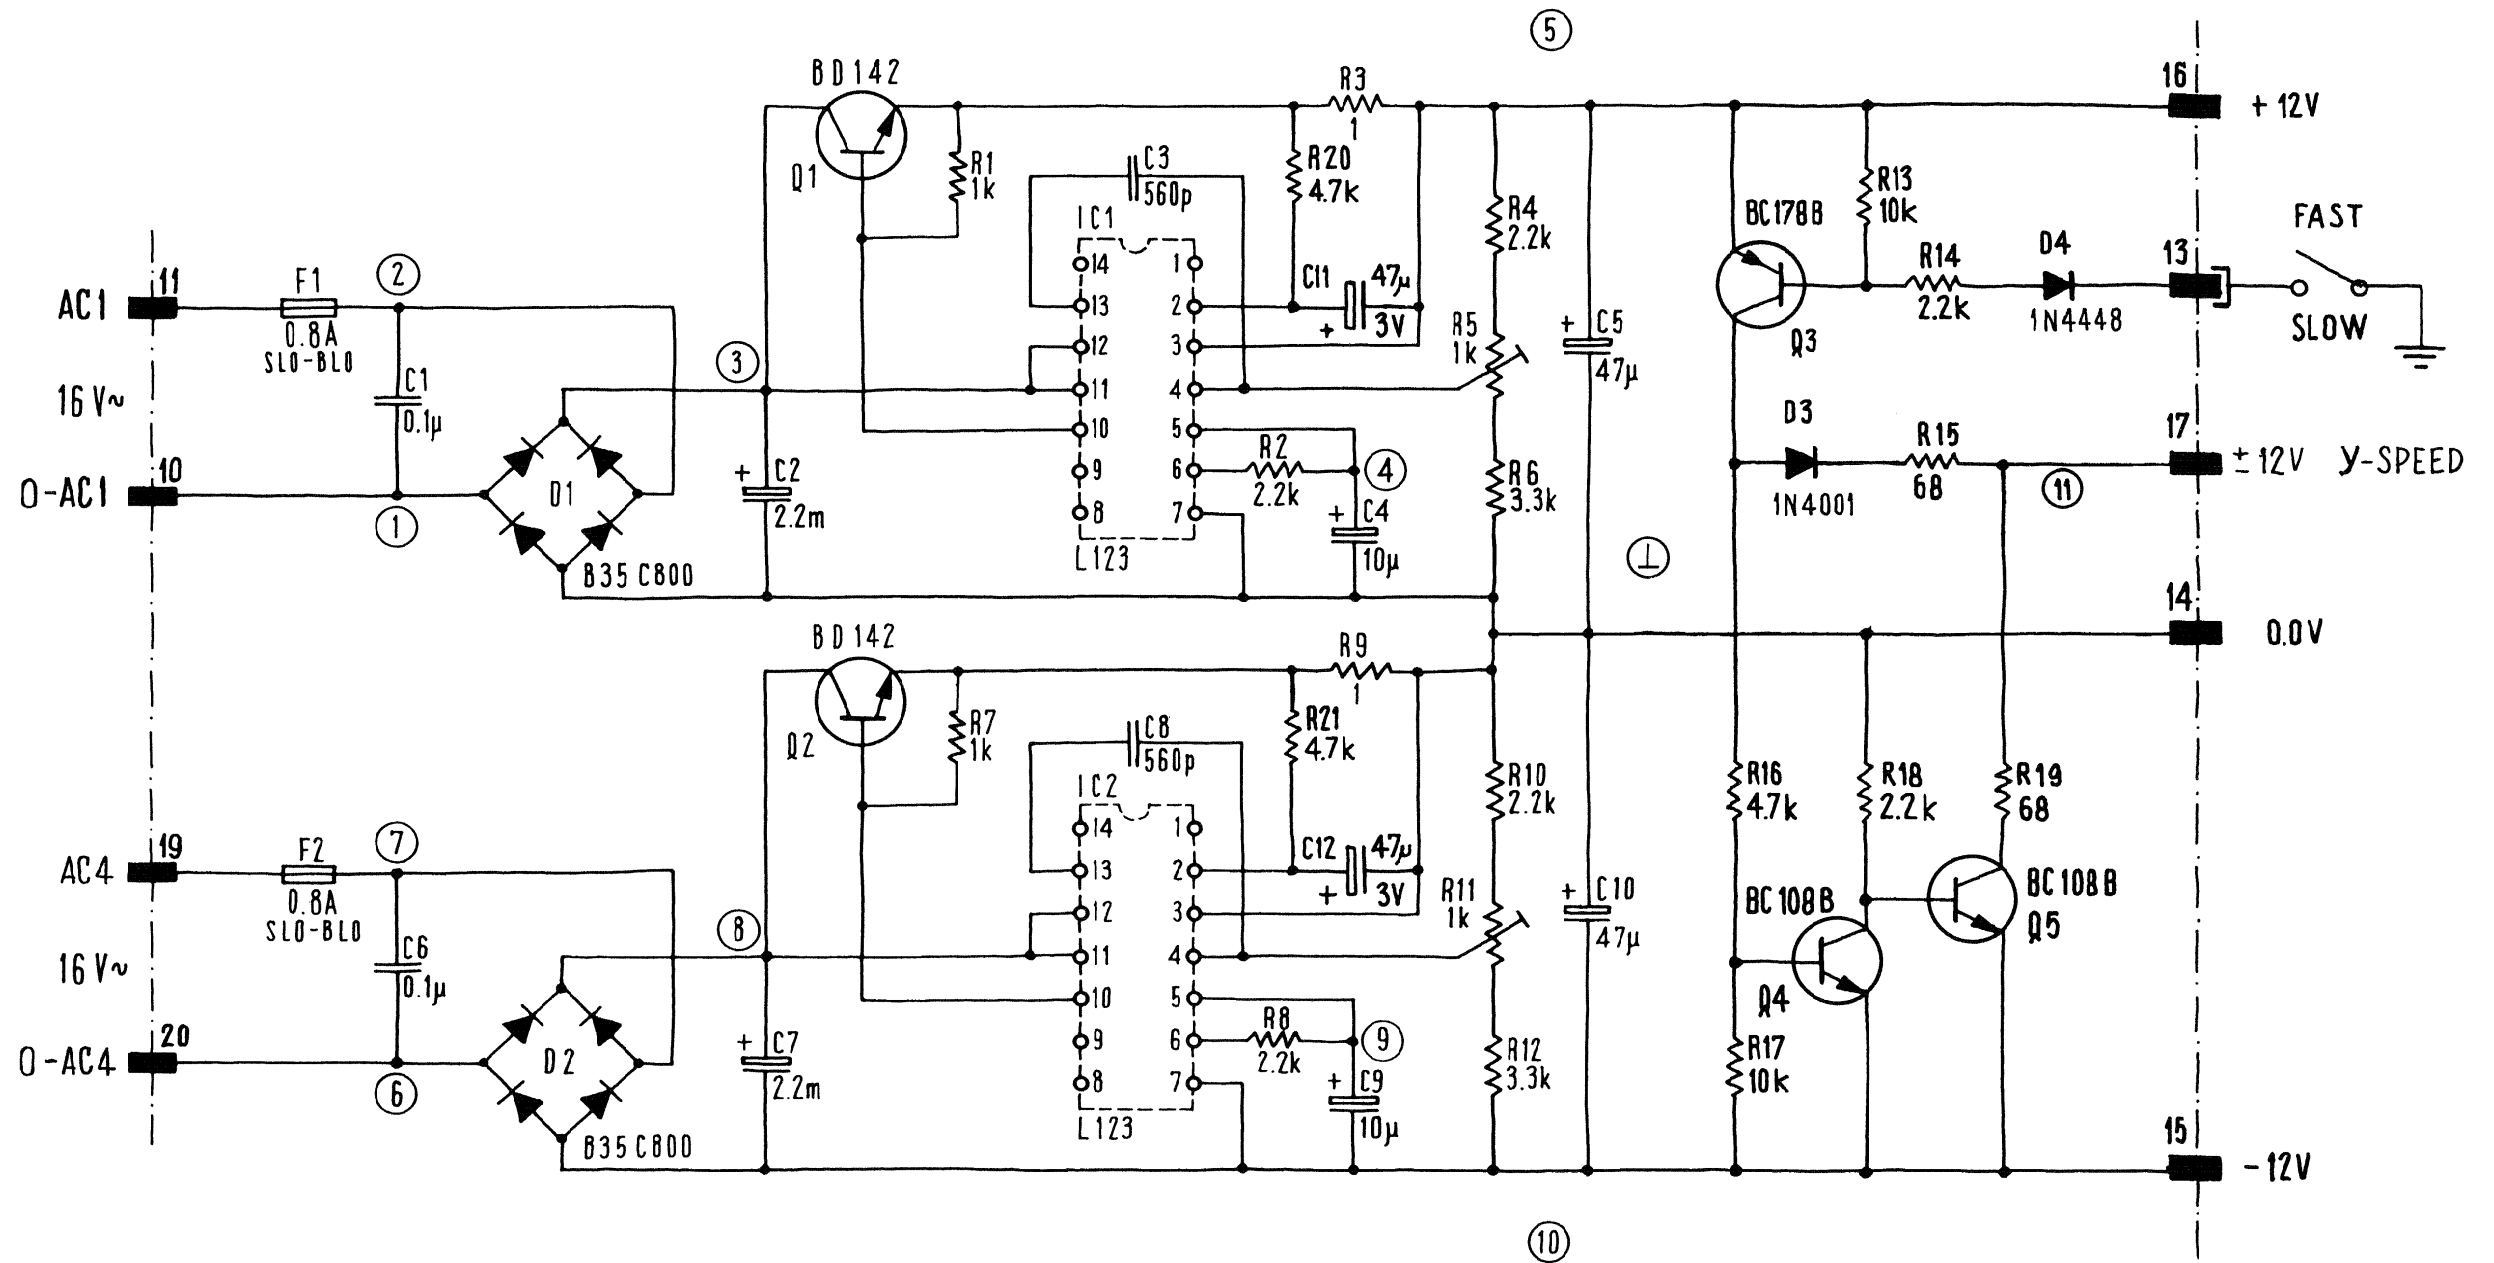 5
BD142
Q1
R1
1k
C3
560p
R3
1
R20
4.7k
C11
47µ
3V
+
IC1
14
13
12
11
10
9
8
1
2
3
4
5
6
7
L123
R2
2.2k
4
+
C4
10µ
R4
2.2k
R5
1k
R6
3.3k
+
C5
47µ
BC178B
Q3
R13
10k
R14
2.2k
D4
1N4448
16
+12V
13
FAST
SLOW
D3
1N4001
R15
68
11
17
±12V Y-SPEED
14
0.0V
⊥
AC1
11
F1
0.8A
SLO-BLO
2
C1
0.1µ
16V~
O-AC1
10
1
D1
B35C800
3
+
C2
2.2m
BD142
Q2
R7
1k
C8
560p
R9
1
R21
4.7k
C12
47µ
3V
+
IC2
14
13
12
11
10
9
8
1
2
3
4
5
6
7
L123
R8
2.2k
9
+
C9
10µ
R10
2.2k
R11
1k
R12
3.3k
+
C10
47µ
R16
4.7k
R17
10k
R18
2.2k
R19
68
BC108B
Q4
BC108B
Q5
15
-12V
AC4
19
F2
0.8A
SLO-BLO
7
C6
0.1µ
16V~
O-AC4
20
6
D2
B35C800
8
+
C7
2.2m
10